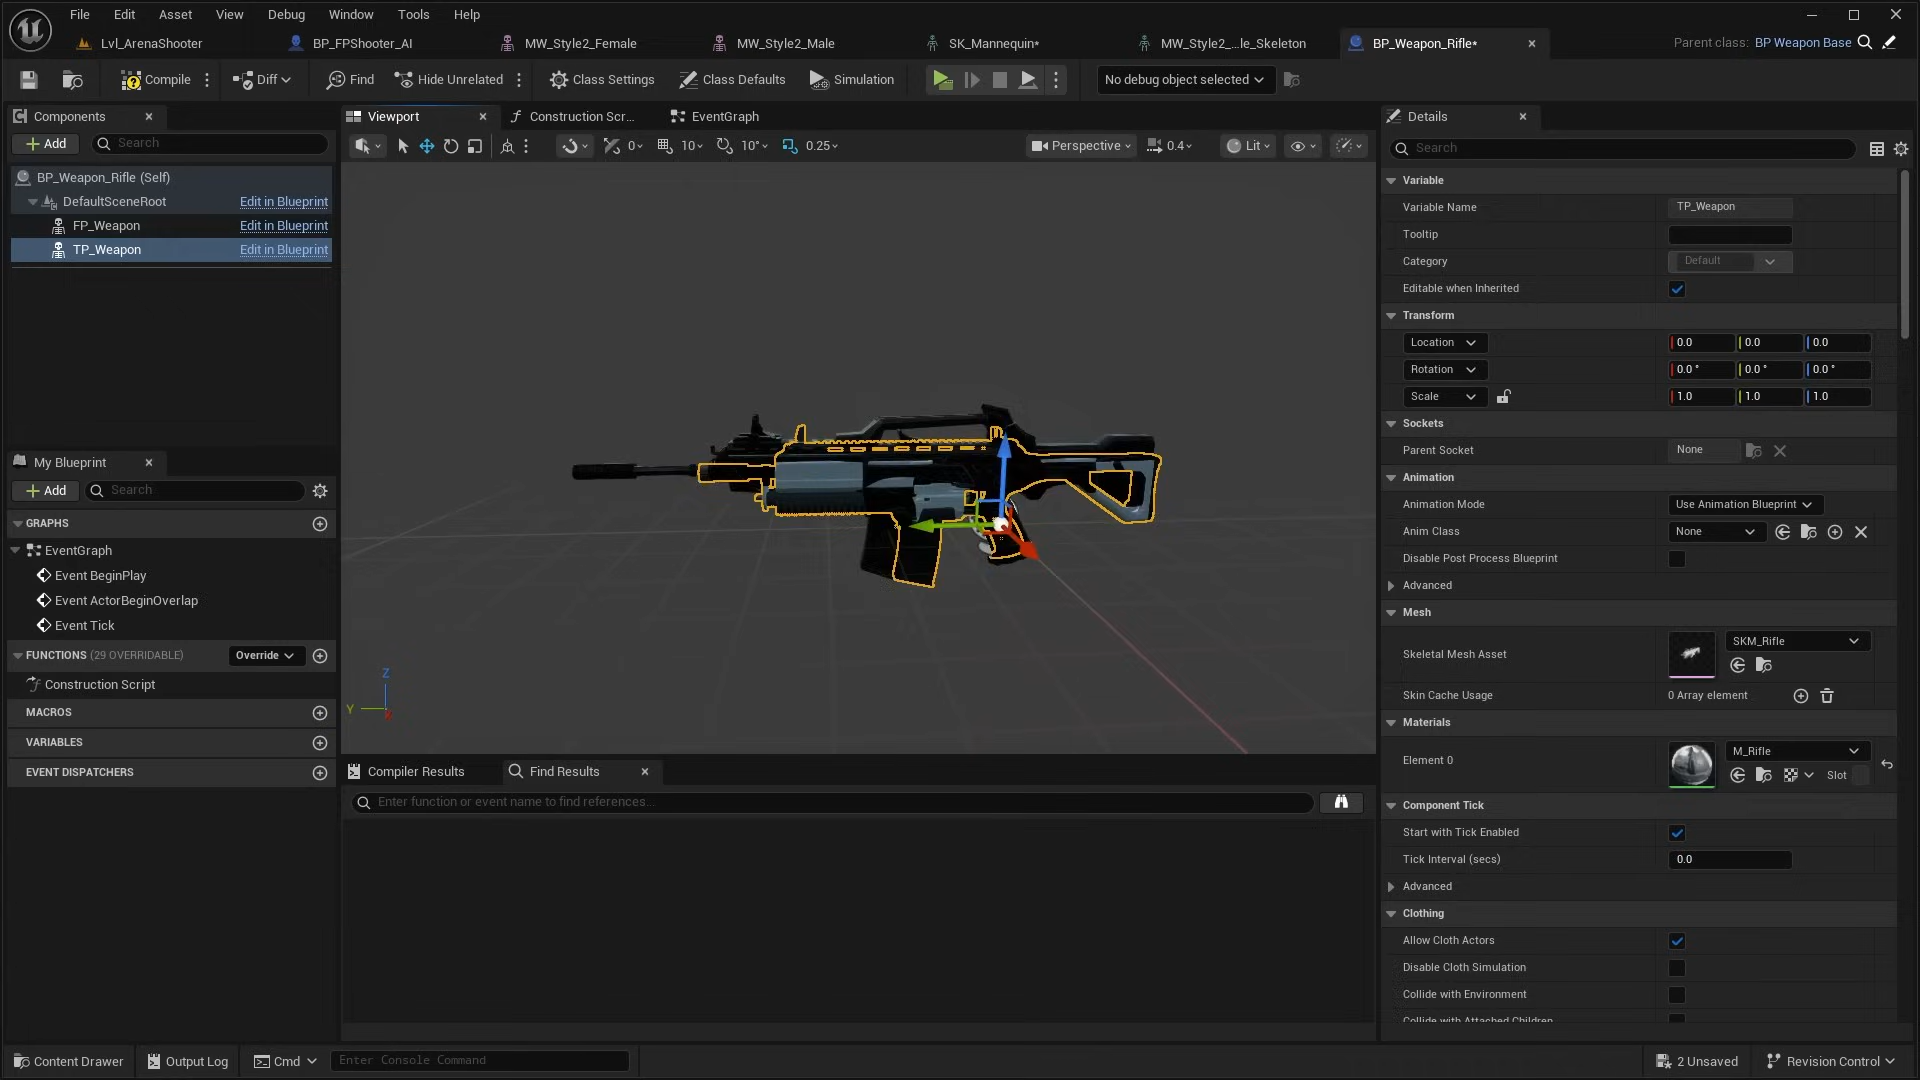 File Edit Asset View Debug Window Tools Help
Lvl_ArenaShooter BP_FPShooter_AI MW_Style2_Female MW_Style2_Male SK_Mannequin* MW_Style2_...le_Skeleton BP_Weapon_Rifle* Parent class: BP Weapon Base
Compile Diff Find Hide Unrelated Class Settings Class Defaults Simulation No debug object selected
Components
Add Search
BP_Weapon_Rifle (Self)
DefaultSceneRoot Edit in Blueprint
FP_Weapon Edit in Blueprint
TP_Weapon Edit in Blueprint
My Blueprint
Add Search
GRAPHS
EventGraph
Event BeginPlay
Event ActorBeginOverlap
Event Tick
FUNCTIONS (29 OVERRIDABLE) Override
Construction Script
MACROS
VARIABLES
EVENT DISPATCHERS
Viewport Construction Scr... EventGraph
0 10 10° 0.25 Perspective 0.4 Lit
Z
Y
X
Compiler Results Find Results
Enter function or event name to find references...
Details
Search
Variable
Variable Name TP_Weapon
Tooltip
Category Default
Editable when Inherited
Transform
Location 0.0 0.0 0.0
Rotation 0.0 ° 0.0 ° 0.0 °
Scale 1.0 1.0 1.0
Sockets
Parent Socket None
Animation
Animation Mode Use Animation Blueprint
Anim Class None
Disable Post Process Blueprint
Advanced
Mesh
Skeletal Mesh Asset SKM_Rifle
Skin Cache Usage 0 Array element
Materials
Element 0 M_Rifle
Slot
Component Tick
Start with Tick Enabled
Tick Interval (secs) 0.0
Advanced
Clothing
Allow Cloth Actors
Disable Cloth Simulation
Collide with Environment
Collide with Attached Children
Content Drawer Output Log Cmd Enter Console Command 2 Unsaved Revision Control